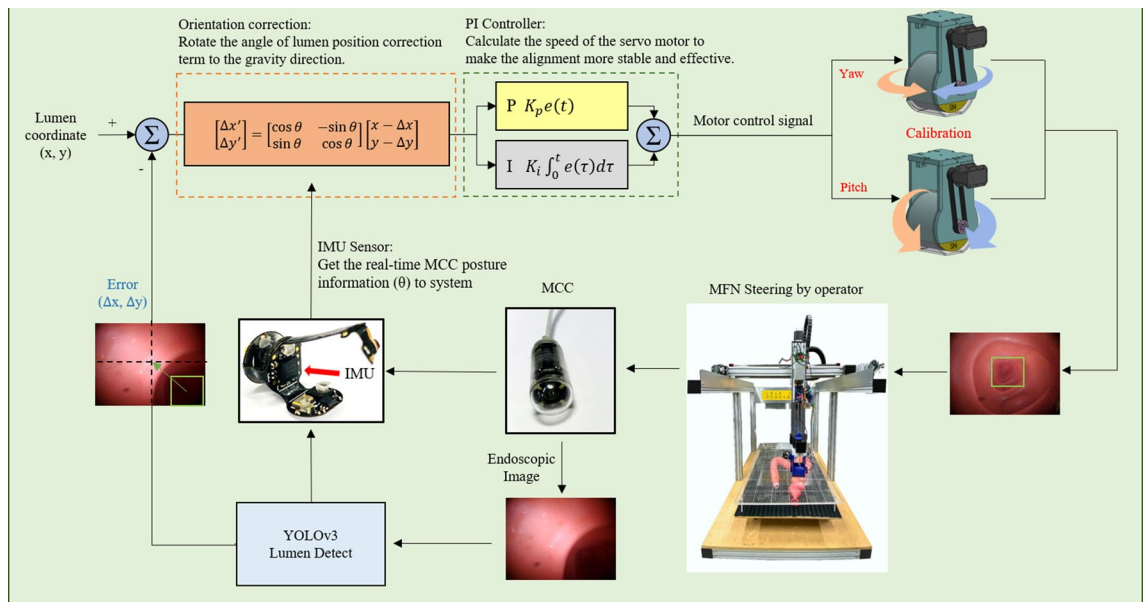 Orientation correction:
Rotate the angle of lumen position correction
term to the gravity direction.
PI Controller:
Calculate the speed of the servo motor to
make the alignment more stable and effective.
Lumen
coordinate
(x, y)
+
Σ
-
[Δx′ Δy′] = [cos θ −sin θ sin θ cos θ] [x − Δx y − Δy]
P K_p e(t)
I K_i ∫_0^t e(τ)dτ
Σ
Motor control signal
Yaw
Calibration
Pitch
IMU Sensor:
Get the real-time MCC posture
information (θ) to system
Error
(Δx, Δy)
MCC
MFN Steering by operator
IMU
Endoscopic
Image
YOLOv3
Lumen Detect